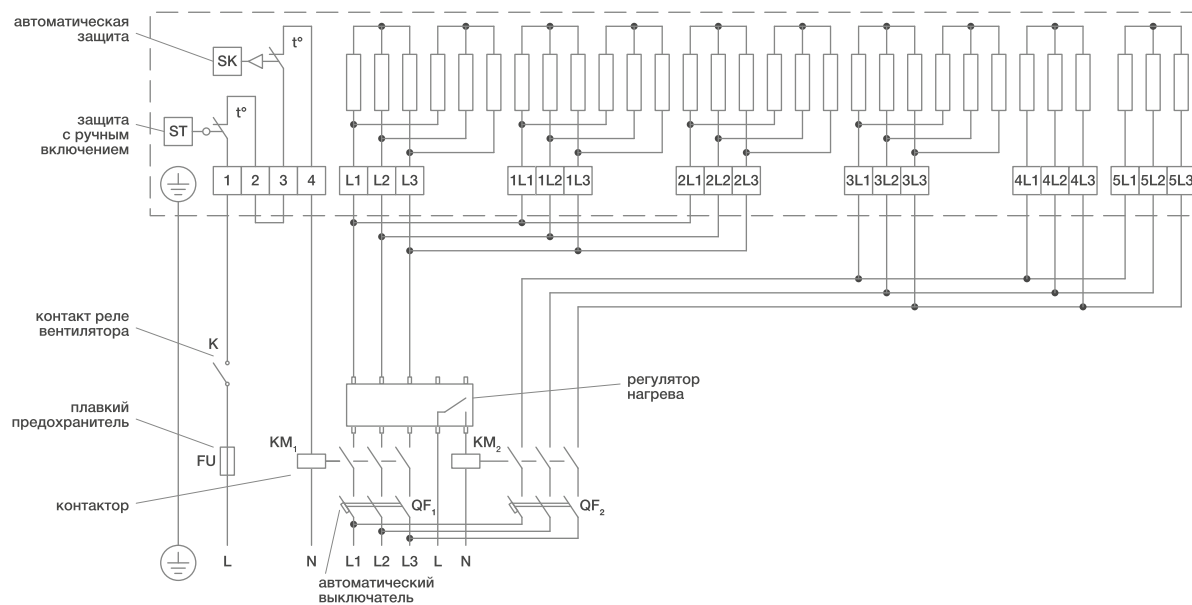 автоматическая
защита
SK
t°
защита
с ручным
включением
ST
t°
1 2 3 4 L1 L2 L3 1L1 1L2 1L3 2L1 2L2 2L3 3L1 3L2 3L3 4L1 4L2 4L3 5L1 5L2 5L3
контакт реле
вентилятора
K
регулятор
нагрева
плавкий
предохранитель
FU
KM1
KM2
контактор
QF1
QF2
L N L1 L2 L3 L N
автоматический
выключатель